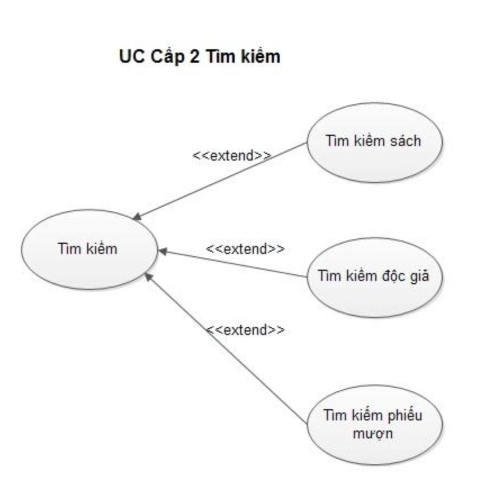 UC Cấp 2 Tìm kiếm
Tìm kiếm sách
<<extend>>
Tìm kiếm
<<extend>>
Tìm kiếm độc giả
<<extend>>
Tìm kiếm phiếu
mượn